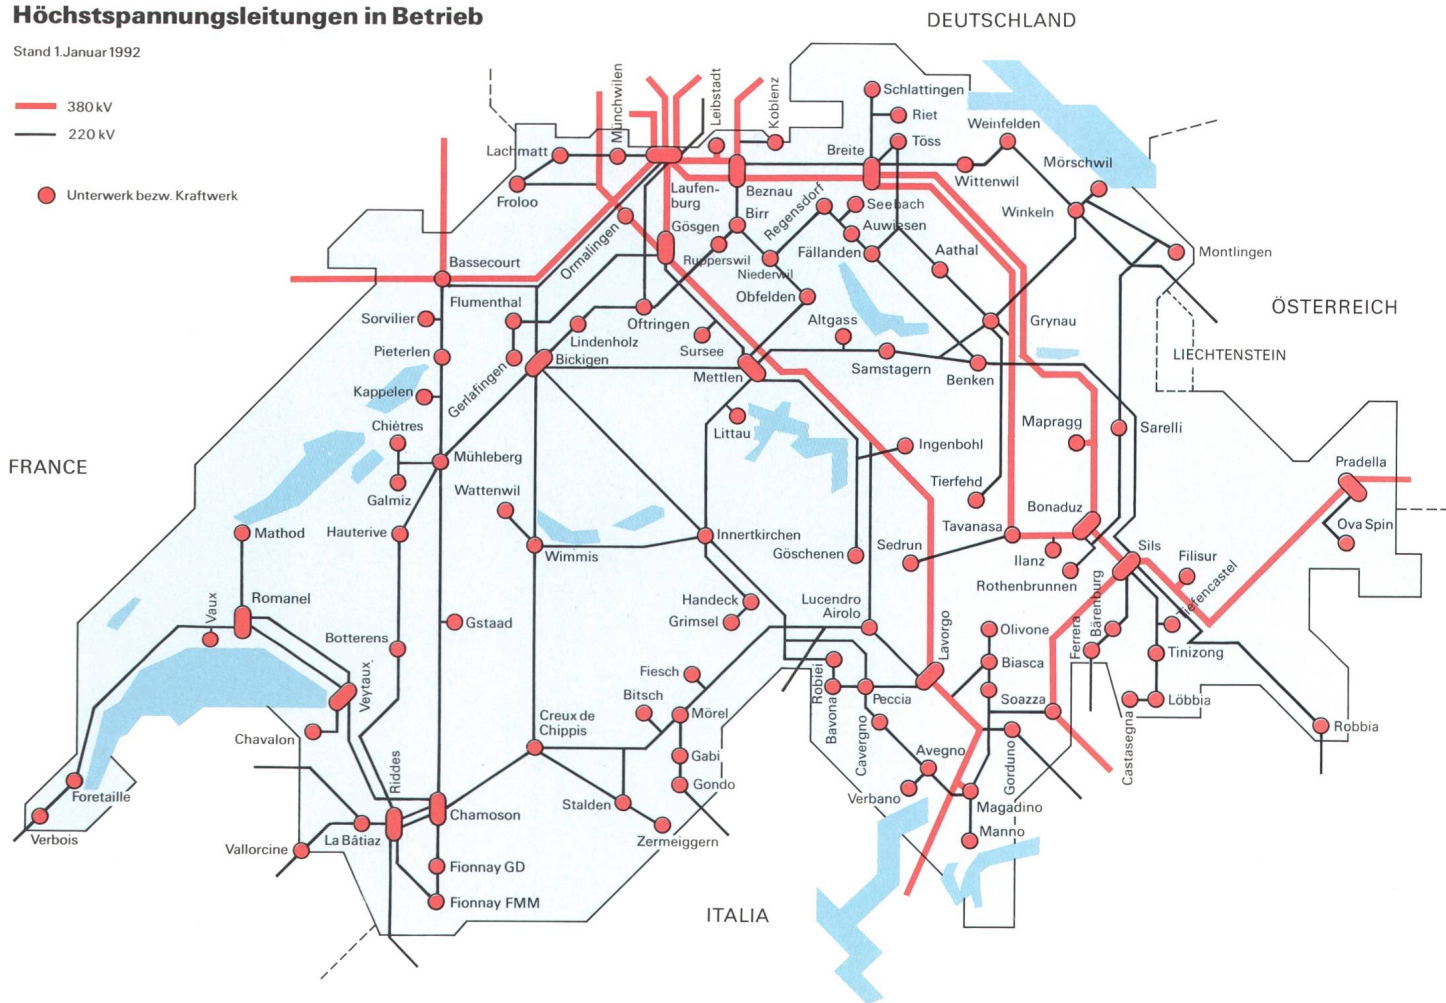 Höchstspannungsleitungen in Betrieb
Stand 1.Januar 1992
380 kV
220 kV
Unterwerk bezw. Kraftwerk
DEUTSCHLAND
ÖSTERREICH
LIECHTENSTEIN
FRANCE
ITALIA
Münchwilen
Leibstadt
Koblenz
Schlattingen
Riet
Töss
Weinfelden
Mörschwil
Lachmatt
Froloo
Laufen-
burg
Beznau
Breite
Wittenwil
Winkeln
Montlingen
Birr
Regensdorf
Seebach
Auwiesen
Gösgen
Ormalingen
Rupperswil
Niederwil
Fällanden
Aathal
Bassecourt
Flumenthal
Obfelden
Sorvilier
Oftringen
Lindenholz
Sursee
Altgass
Grynau
Pieterlen
Gerlafingen
Bickigen
Mettlen
Samstagern
Benken
Kappelen
Chiètres
Littau
Ingenbohl
Mapragg
Sarelli
Mühleberg
Galmiz
Wattenwil
Tierfehd
Pradella
Mathod
Hauterive
Wimmis
Innertkirchen
Göschenen
Sedrun
Tavanasa
Bonaduz
Ova Spin
Ilanz
Rothenbrunnen
Sils
Filisur
Tiefencastel
Vaux
Romanel
Botterens
Gstaad
Handeck
Grimsel
Lucendro
Airolo
Lavorgo
Olivone
Ferrera
Bärenburg
Tinizong
Veytaux
Fiesch
Bitsch
Robiei
Bavona
Peccia
Biasca
Soazza
Castasegna
Löbbia
Robbia
Chavalon
Creux de
Chippis
Mörel
Cavergno
Gorduno
Riddes
Gabi
Gondo
Avegno
Verbano
Foretaille
Verbois
Chamoson
Stalden
Zermeiggern
Magadino
Manno
La Bâtiaz
Vallorcine
Fionnay GD
Fionnay FMM